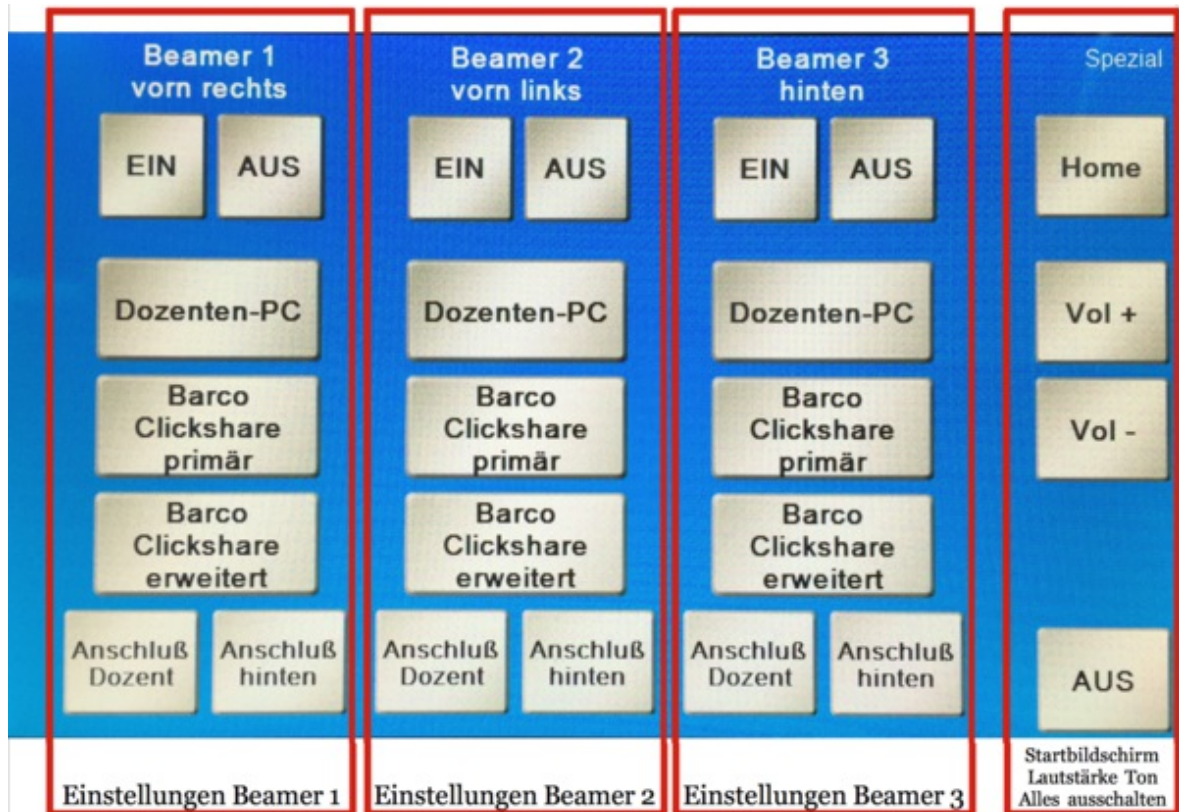 Beamer 1
vorn rechts
EIN
AUS
Dozenten-PC
Barco
Clickshare
primär
Barco
Clickshare
erweitert
Anschluß
Dozent
Anschluß
hinten
Einstellungen Beamer 1
Beamer 2
vorn links
EIN
AUS
Dozenten-PC
Barco
Clickshare
primär
Barco
Clickshare
erweitert
Anschluß
Dozent
Anschluß
hinten
Einstellungen Beamer 2
Beamer 3
hinten
EIN
AUS
Dozenten-PC
Barco
Clickshare
primär
Barco
Clickshare
erweitert
Anschluß
Dozent
Anschluß
hinten
Einstellungen Beamer 3
Spezial
Home
Vol +
Vol -
AUS
Startbildschirm
Lautstärke Ton
Alles ausschalten